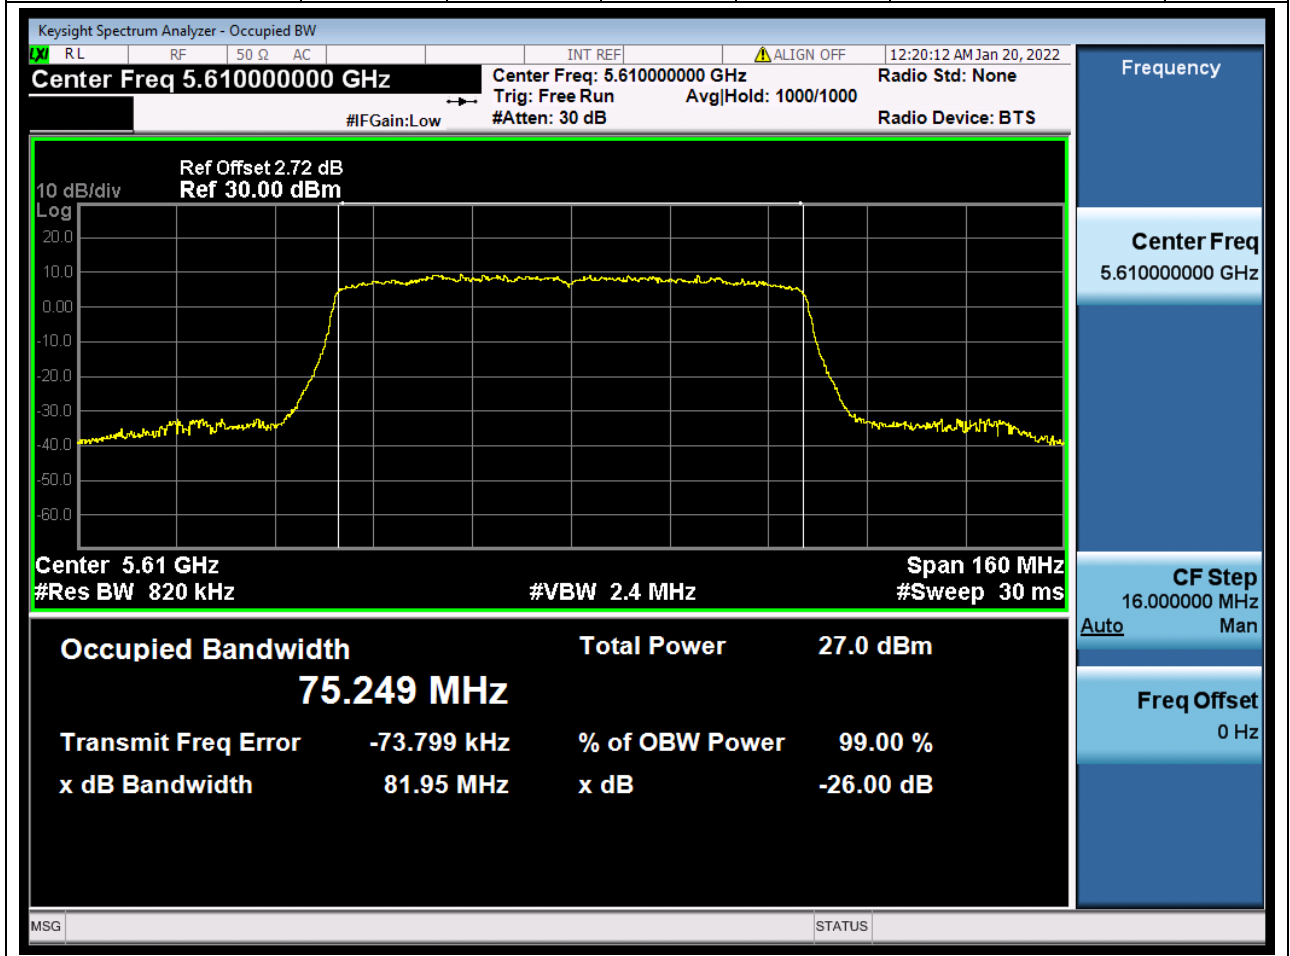 Keysight Spectrum Analyzer - Occupied BW
LXI RL RF 50 Ω AC INT REF ALIGN OFF 12:20:12 AM Jan 20, 2022
Center Freq 5.610000000 GHz
Center Freq: 5.610000000 GHz
Radio Std: None
Trig: Free Run Avg|Hold: 1000/1000
#IFGain:Low #Atten: 30 dB Radio Device: BTS
Ref Offset 2.72 dB
10 dB/div Ref 30.00 dBm
Log
20.0
10.0
0.00
-10.0
-20.0
-30.0
-40.0
-50.0
-60.0
Center 5.61 GHz Span 160 MHz
#Res BW 820 kHz #VBW 2.4 MHz #Sweep 30 ms
Occupied Bandwidth Total Power 27.0 dBm
75.249 MHz
Transmit Freq Error -73.799 kHz % of OBW Power 99.00 %
x dB Bandwidth 81.95 MHz x dB -26.00 dB
Frequency
Center Freq
5.610000000 GHz
CF Step
16.000000 MHz
Auto Man
Freq Offset
0 Hz
MSG STATUS